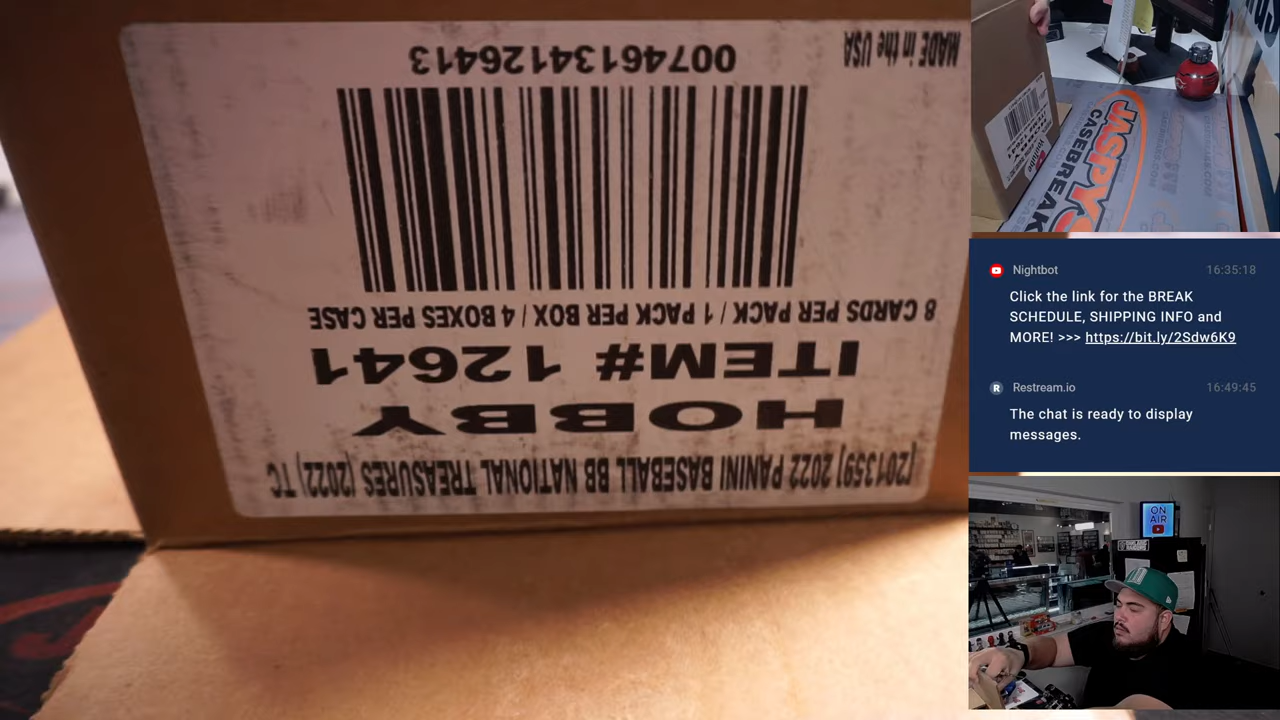 [201359] 2022 PANINI BASEBALL BB NATIONAL TREASURES (2022) TC
HOBBY
ITEM# 12641
8 CARDS PER PACK / 1 PACK PER BOX / 4 BOXES PER CASE
00746134126413
MADE in the USA
JASPY
CASEBREAK
Nightbot
16:35:18
Click the link for the BREAK
SCHEDULE, SHIPPING INFO and
MORE! >>> https://bit.ly/2Sdw6K9
Restream.io
16:49:45
The chat is ready to display
messages.
ON
AIR